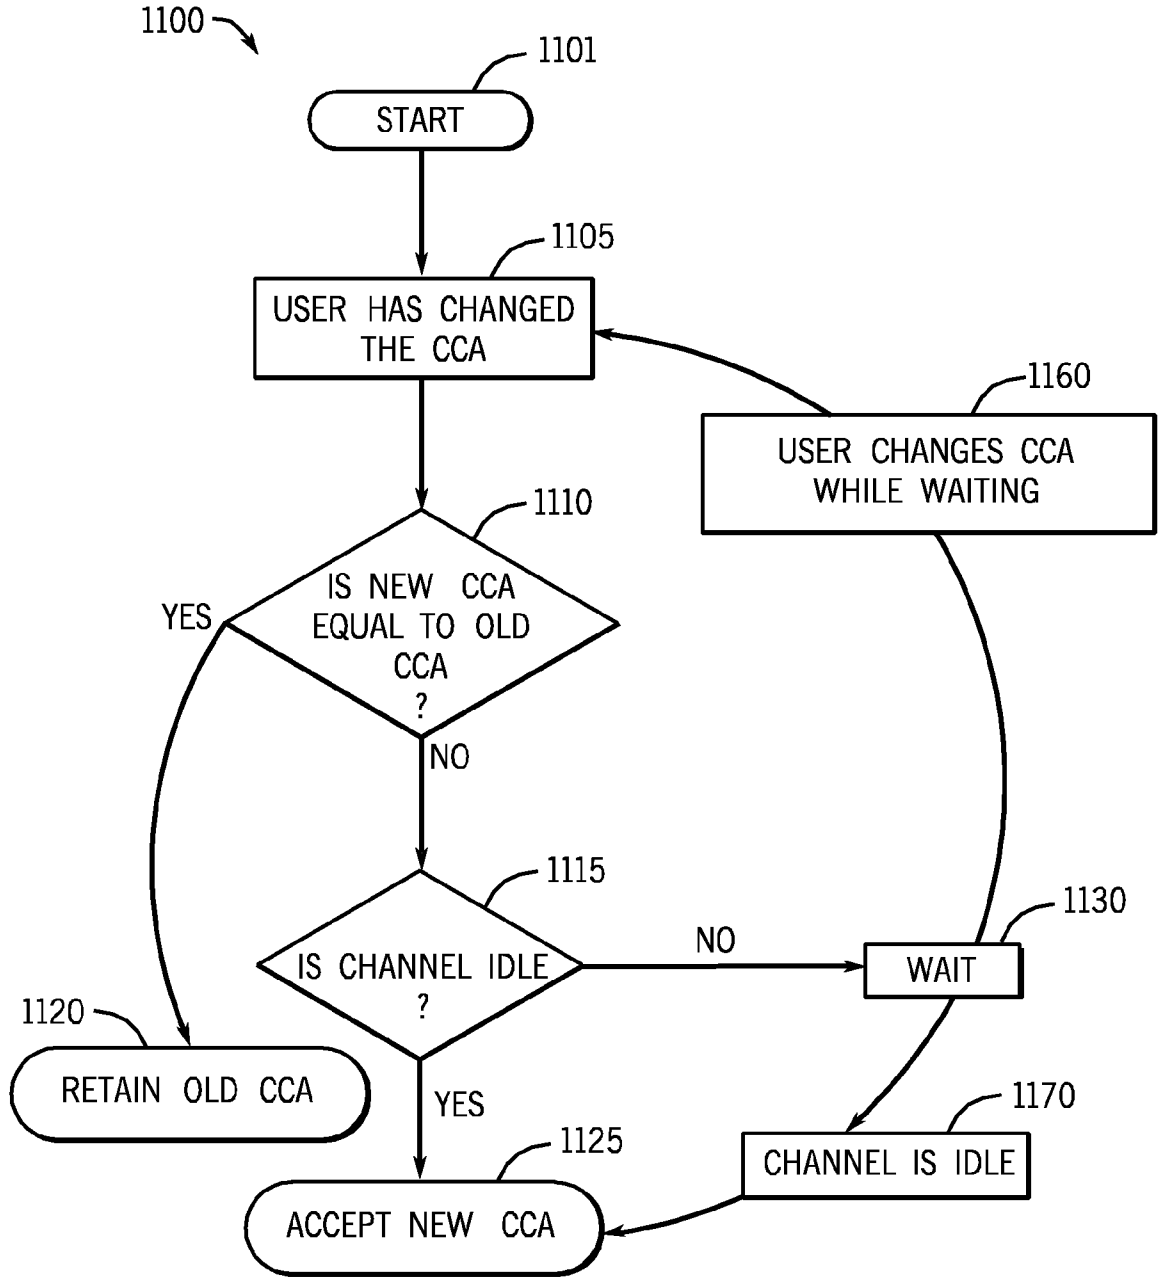 1100
1101
START
1105
USER HAS CHANGED
THE CCA
1160
USER CHANGES CCA
WHILE WAITING
1110
IS NEW CCA
EQUAL TO OLD
CCA
?
YES
NO
1115
IS CHANNEL IDLE
?
NO
1130
WAIT
1120
RETAIN OLD CCA
YES
1170
CHANNEL IS IDLE
1125
ACCEPT NEW CCA